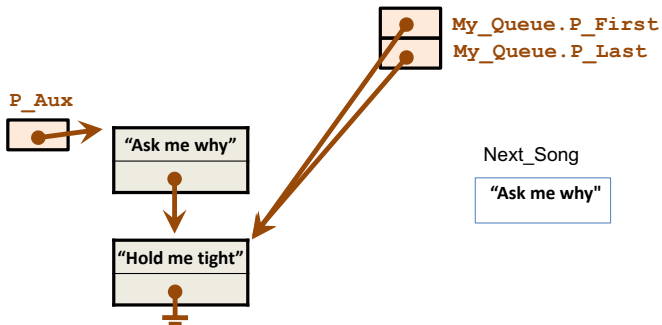 My_Queue.P_First
My_Queue.P_Last
P_Aux
“Ask me why”
Next_Song
“Ask me why"
“Hold me tight”